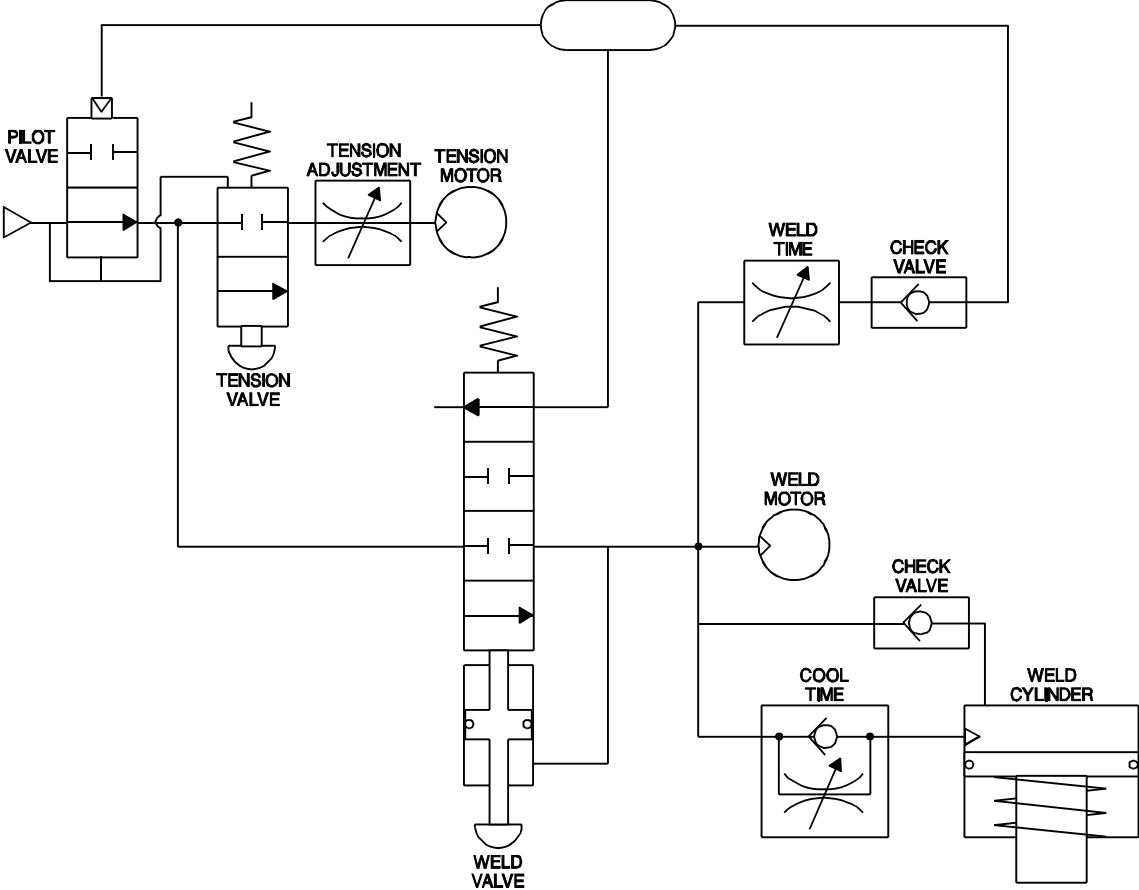 PILOT
VALVE
TENSION
ADJUSTMENT
TENSION
MOTOR
TENSION
VALVE
WELD
TIME
CHECK
VALVE
WELD
MOTOR
CHECK
VALVE
COOL
TIME
WELD
CYLINDER
WELD
VALVE